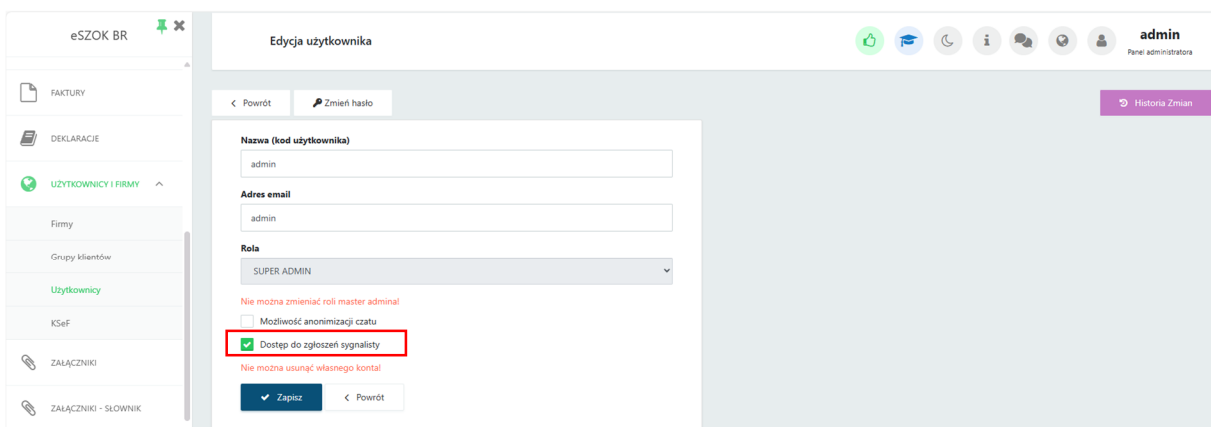 eSZOK BR
Edycja użytkownika
admin
Panel administratora
FAKTURY
DEKLARACJE
UŻYTKOWNICY I FIRMY
Firmy
Grupy klientów
Użytkownicy
KSeF
ZAŁĄCZNIKI
ZAŁĄCZNIKI - SŁOWNIK
Powrót
Zmień hasło
Historia Zmian
Nazwa (kod użytkownika)
admin
Adres email
admin
Rola
SUPER ADMIN
Nie można zmieniać roli master admina!
Możliwość anonimizacji czatu
Dostęp do zgłoszeń sygnalisty
Nie można usunąć własnego konta!
Zapisz
Powrót